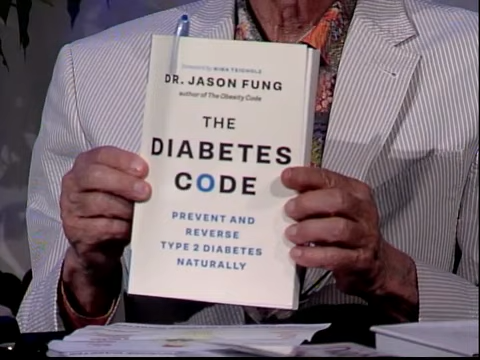 Foreword by NINA TEICHOLZ
DR. JASON FUNG
author of The Obesity Code
THE
DIABETES
CODE
PREVENT AND
REVERSE
TYPE 2 DIABETES
NATURALLY